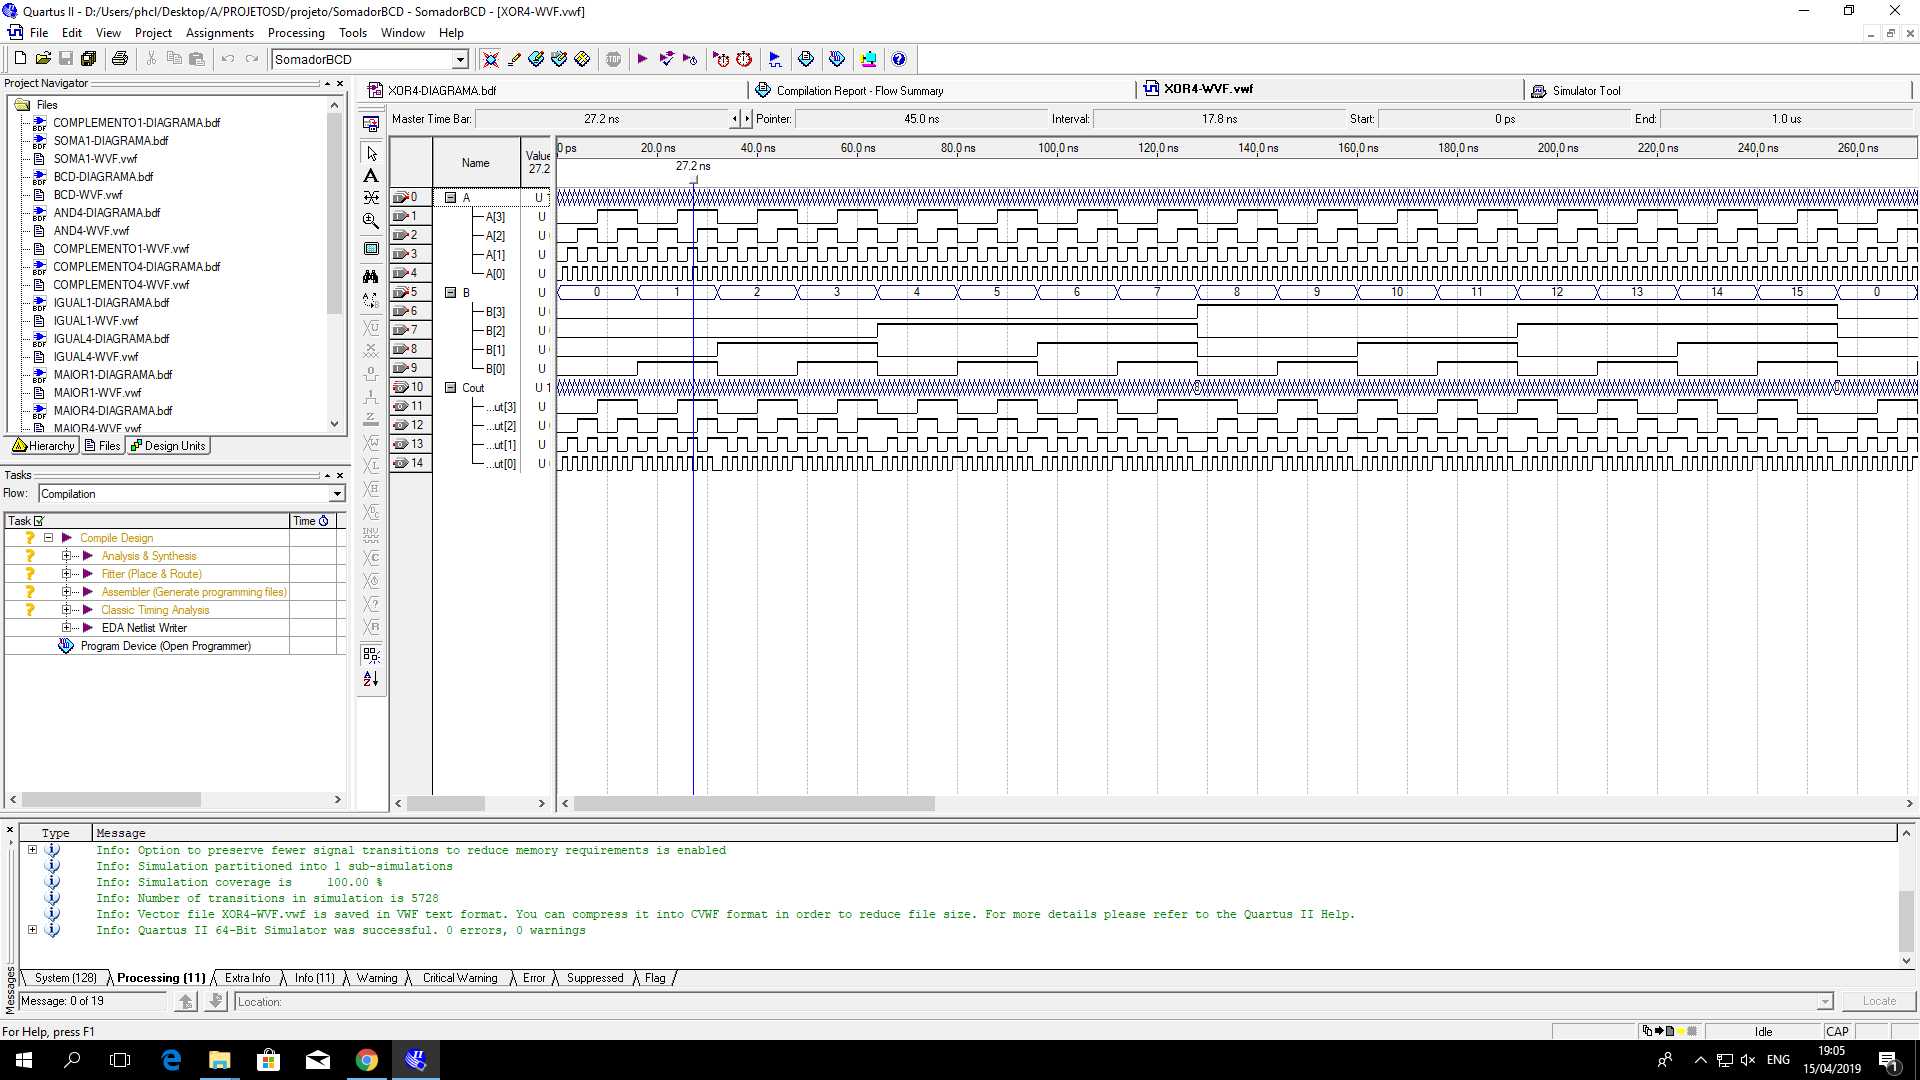 Quartus II - D:/Users/phcl/Desktop/A/PROJETOSD/projeto/SomadorBCD - SomadorBCD - [XOR4-WVF.vwf]
File Edit View Project Assignments Processing Tools Window Help
SomadorBCD
Project Navigator
Files
COMPLEMENTO1-DIAGRAMA.bdf
SOMA1-DIAGRAMA.bdf
SOMA1-WVF.vwf
BCD-DIAGRAMA.bdf
BCD-WVF.vwf
AND4-DIAGRAMA.bdf
AND4-WVF.vwf
COMPLEMENTO1-WVF.vwf
COMPLEMENTO4-DIAGRAMA.bdf
COMPLEMENTO4-WVF.vwf
IGUAL1-DIAGRAMA.bdf
IGUAL1-WVF.vwf
IGUAL4-DIAGRAMA.bdf
IGUAL4-WVF.vwf
MAIOR1-DIAGRAMA.bdf
MAIOR1-WVF.vwf
MAIOR4-DIAGRAMA.bdf
MAIOR4-WVF.vwf
Hierarchy Files Design Units
Tasks
Flow: Compilation
Task Time
Compile Design
Analysis & Synthesis
Fitter (Place & Route)
Assembler (Generate programming files)
Classic Timing Analysis
EDA Netlist Writer
Program Device (Open Programmer)
XOR4-DIAGRAMA.bdf Compilation Report - Flow Summary XOR4-WVF.vwf Simulator Tool
Master Time Bar: 27.2 ns Pointer: 45.0 ns Interval: 17.8 ns Start: 0 ps End: 1.0 us
Name Value 27.2
0 ps 20.0 ns 40.0 ns 60.0 ns 80.0 ns 100.0 ns 120.0 ns 140.0 ns 160.0 ns 180.0 ns 200.0 ns 220.0 ns 240.0 ns 260.0 ns
27.2 ns
0 A U 1
1 A[3] U
2 A[2] U
3 A[1] U
4 A[0] U
5 B U 0 1 2 3 4 5 6 7 8 9 10 11 12 13 14 15 0
6 B[3] U
7 B[2] U
8 B[1] U
9 B[0] U
10 Cout U 1
11 ...ut[3] U
12 ...ut[2] U
13 ...ut[1] U
14 ...ut[0] U
Type Message
Info: Option to preserve fewer signal transitions to reduce memory requirements is enabled
Info: Simulation partitioned into 1 sub-simulations
Info: Simulation coverage is 100.00 %
Info: Number of transitions in simulation is 5728
Info: Vector file XOR4-WVF.vwf is saved in VWF text format. You can compress it into CVWF format in order to reduce file size. For more details please refer to the Quartus II Help.
Info: Quartus II 64-Bit Simulator was successful. 0 errors, 0 warnings
System (128) Processing (11) Extra Info Info (11) Warning Critical Warning Error Suppressed Flag
Messages
Message: 0 of 19 Location: Locate
For Help, press F1 Idle CAP
ENG 19:05
15/04/2019 1